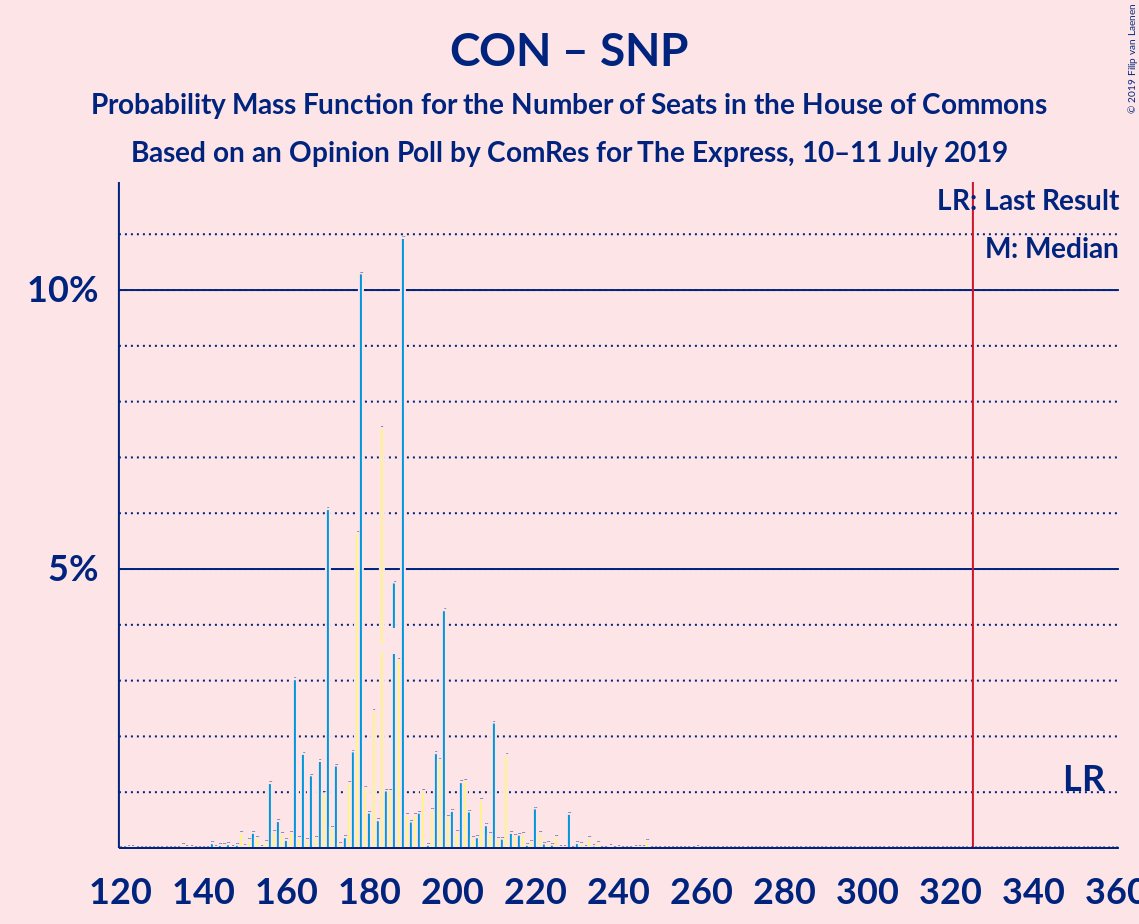 CON – SNP
Probability Mass Function for the Number of Seats in the House of Commons
Based on an Opinion Poll by ComRes for The Express, 10–11 July 2019
© 2019 Filip van Laenen
LR: Last Result
M: Median
10%
5%
LR
120 140 160 180 200 220 240 260 280 300 320 340 360